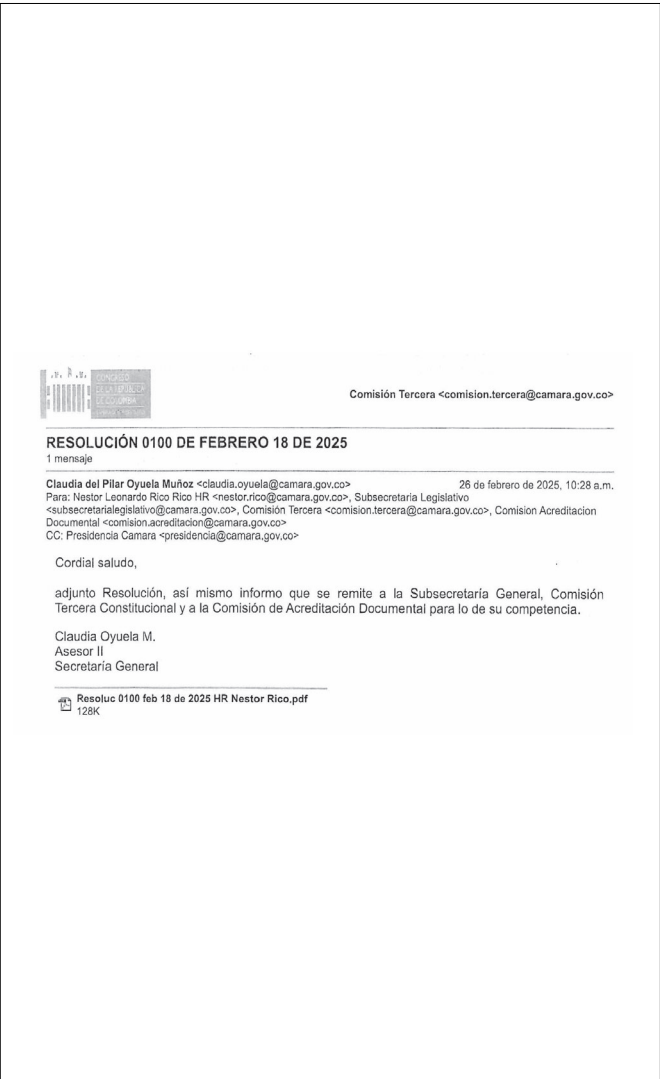 CONGRESO
DE LA REPÚBLICA
DE COLOMBIA
Comisión Tercera <comision.tercera@camara.gov.co>
RESOLUCIÓN 0100 DE FEBRERO 18 DE 2025
1 mensaje
Claudia del Pilar Oyuela Muñoz <claudia.oyuela@camara.gov.co> 26 de febrero de 2025, 10:28 a.m.
Para: Nestor Leonardo Rico Rico HR <nestor.rico@camara.gov.co>, Subsecretaria Legislativo
<subsecretarialegislativo@camara.gov.co>, Comisión Tercera <comision.tercera@camara.gov.co>, Comision Acreditacion
Documental <comision.acreditacion@camara.gov.co>
CC: Presidencia Camara <presidencia@camara.gov.co>
Cordial saludo,
adjunto Resolución, así mismo informo que se remite a la Subsecretaría General, Comisión
Tercera Constitucional y a la Comisión de Acreditación Documental para lo de su competencia.
Claudia Oyuela M.
Asesor II
Secretaría General
Resoluc 0100 feb 18 de 2025 HR Nestor Rico.pdf
128K